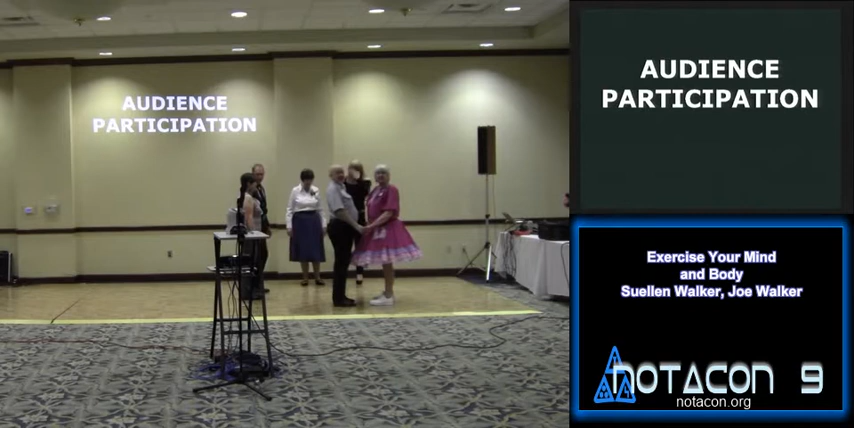 AUDIENCE
PARTICIPATION
AUDIENCE
PARTICIPATION
Exercise Your Mind
and Body
Suellen Walker, Joe Walker
NOTACON 9
notacon.org